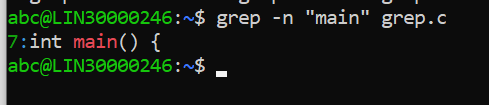 abc@LIN30000246:~$ grep -n "main" grep.c
7:int main() {
abc@LIN30000246:~$